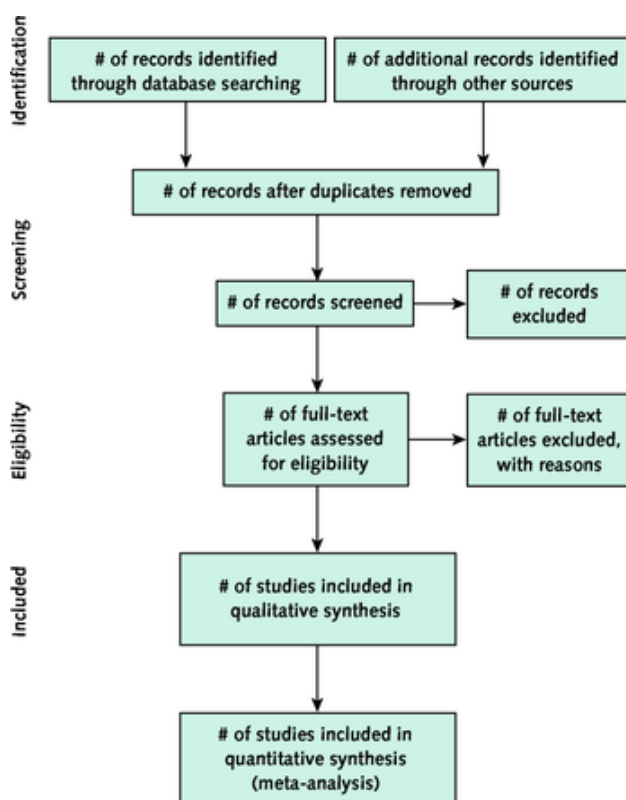 Identification
# of records identified
through database searching
# of additional records identified
through other sources
# of records after duplicates removed
Screening
# of records screened
# of records
excluded
Eligibility
# of full-text
articles assessed
for eligibility
# of full-text
articles excluded,
with reasons
Included
# of studies included in
qualitative synthesis
# of studies included in
quantitative synthesis
(meta-analysis)